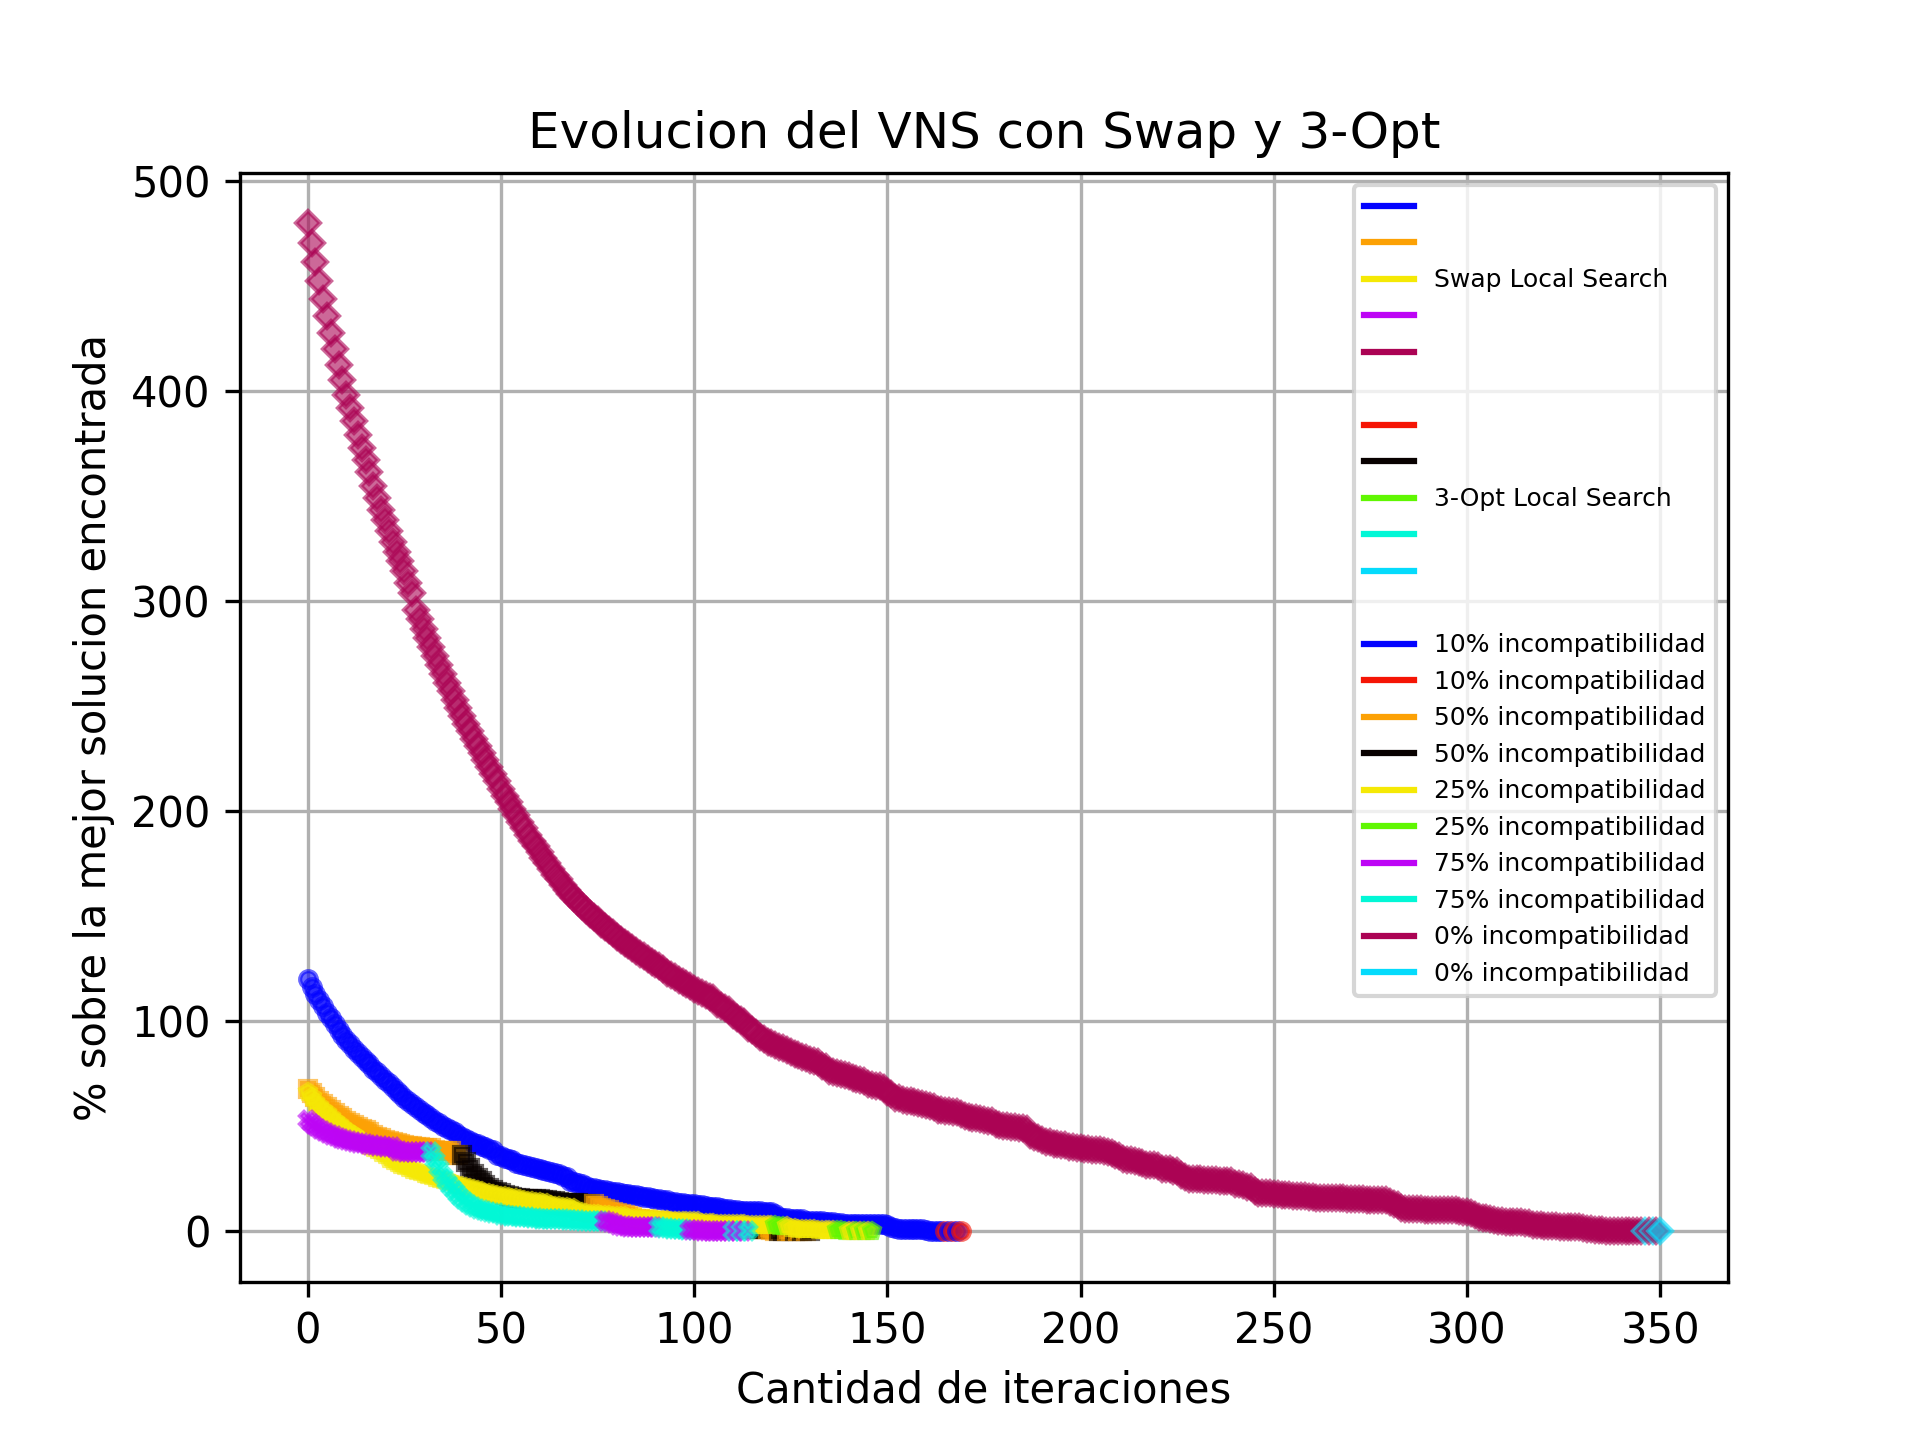 Evolucion del VNS con Swap y 3-Opt
% sobre la mejor solucion encontrada
500
400
300
200
100
0
Swap Local Search
3-Opt Local Search
10% incompatibilidad
10% incompatibilidad
50% incompatibilidad
50% incompatibilidad
25% incompatibilidad
25% incompatibilidad
75% incompatibilidad
75% incompatibilidad
0% incompatibilidad
0% incompatibilidad
0 50 100 150 200 250 300 350
Cantidad de iteraciones